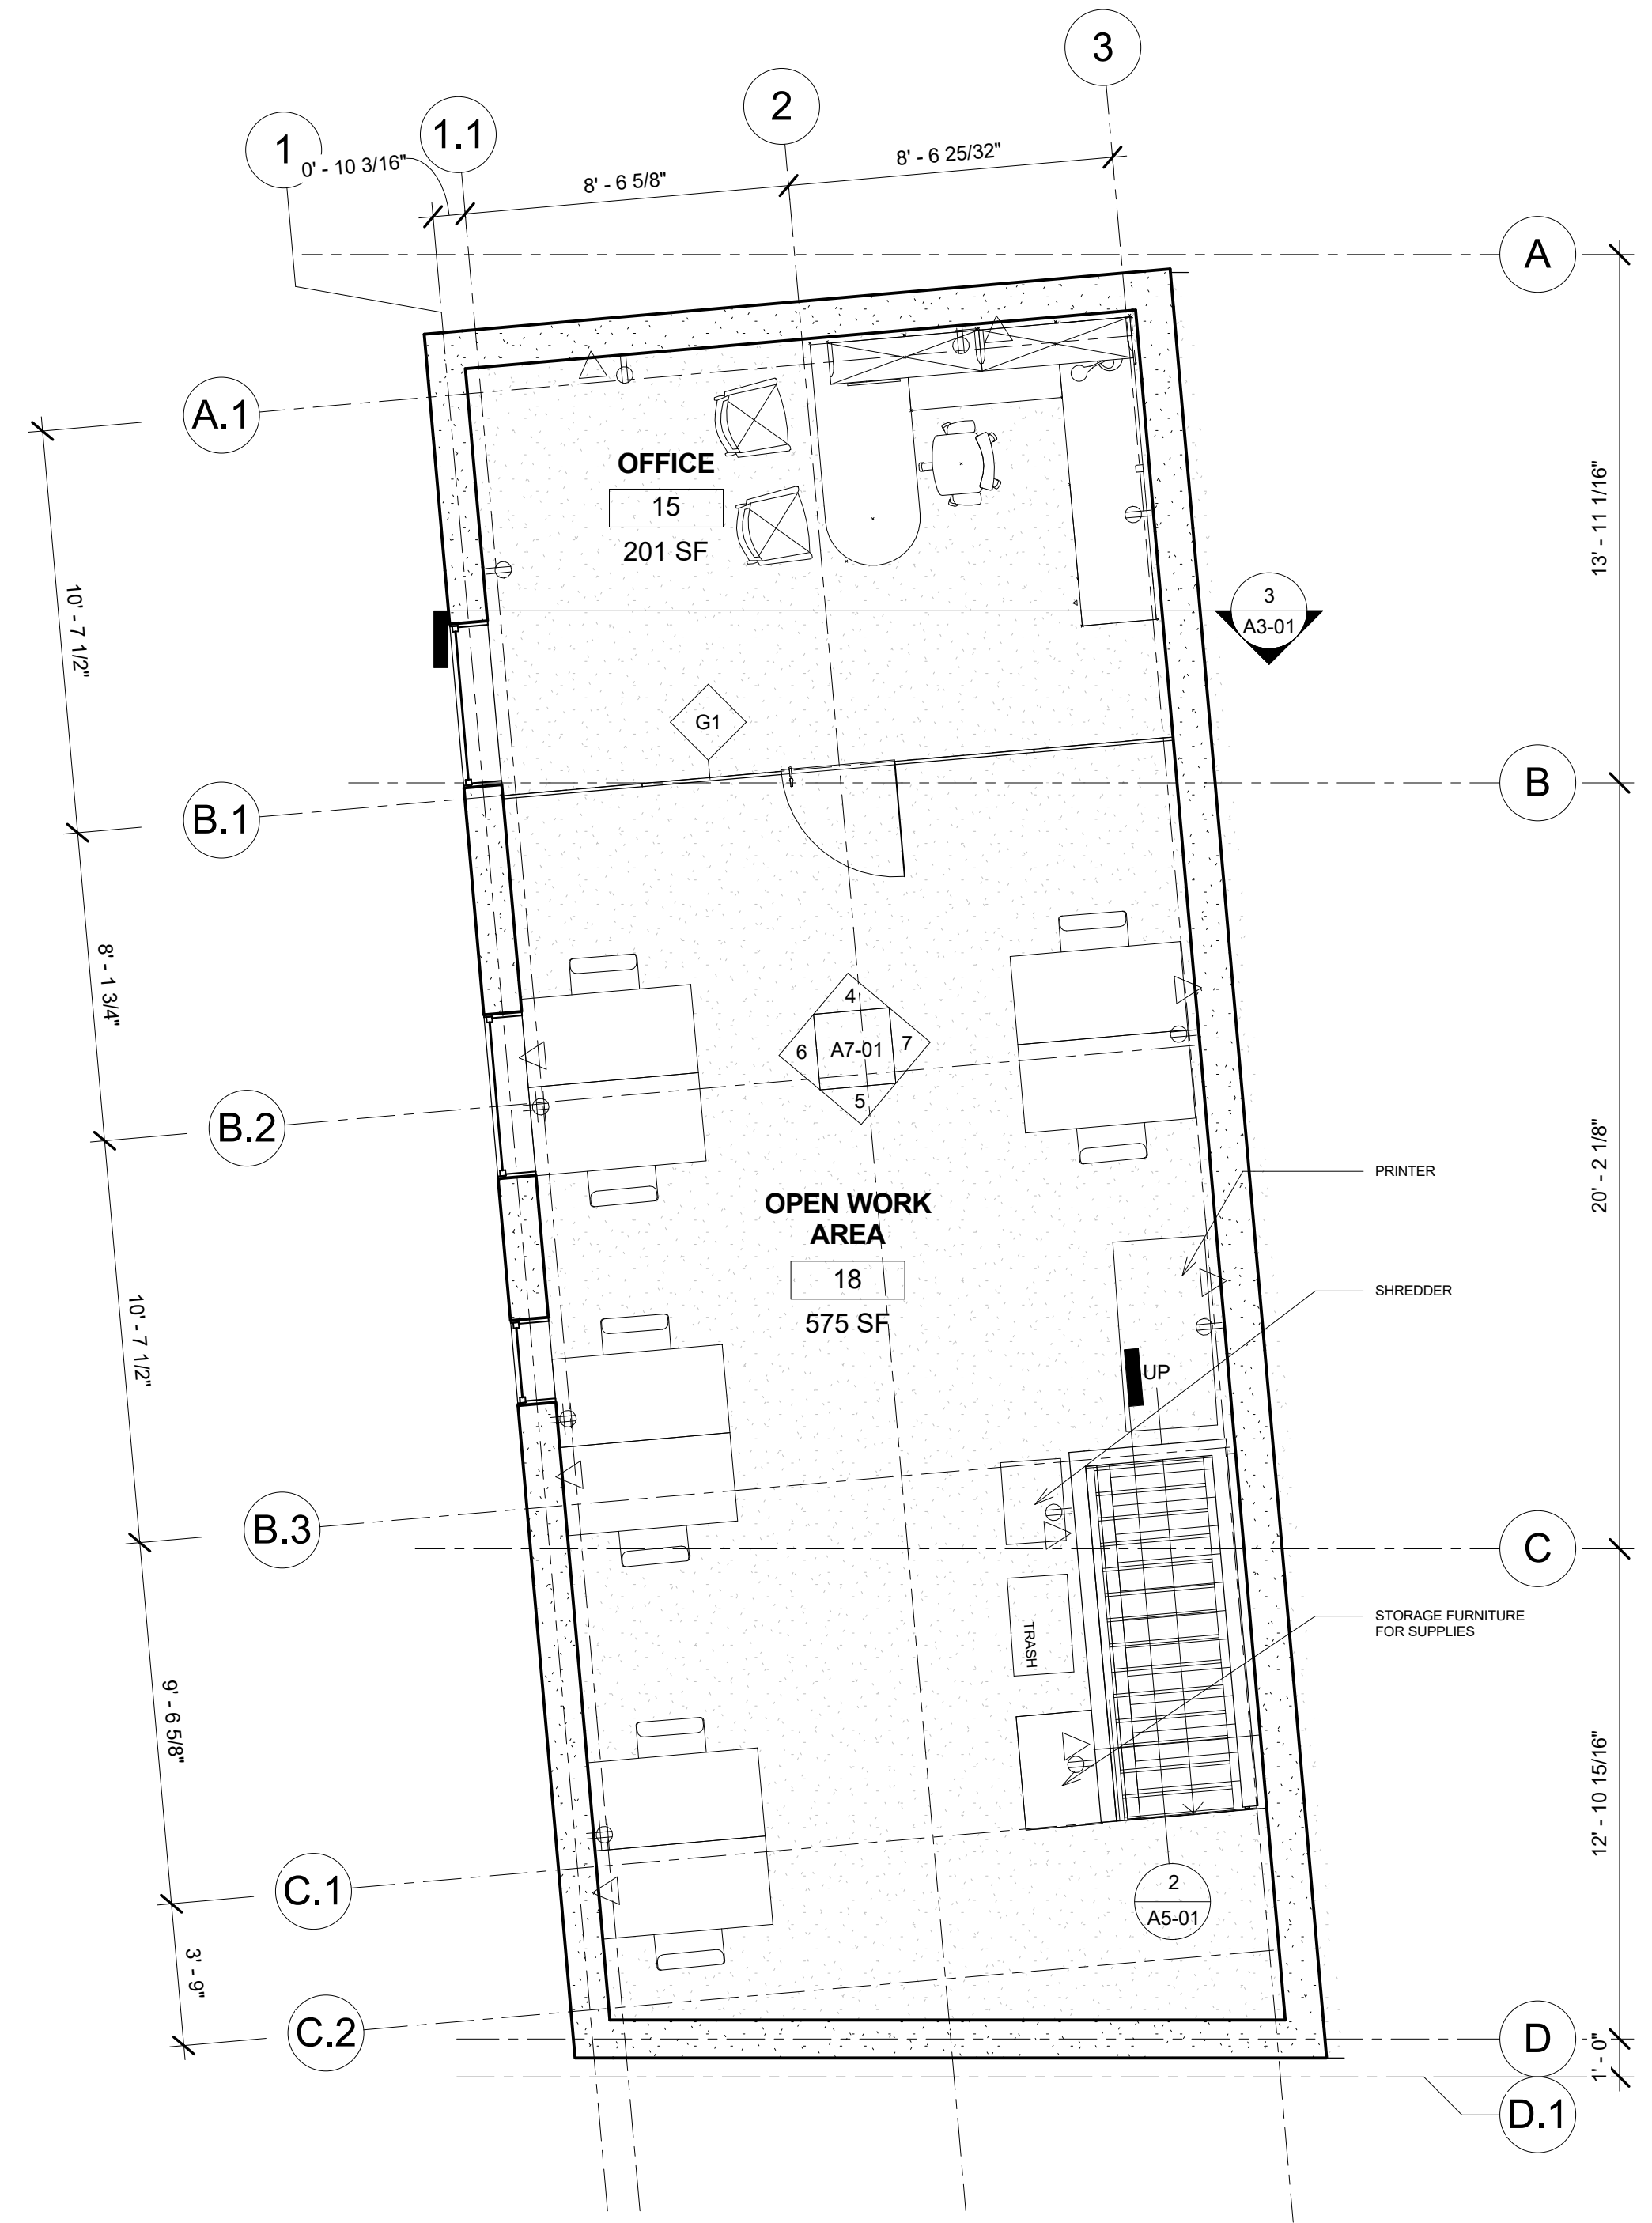 3
2
1.1
1
0' - 10 3/16"
8' - 6 5/8"
8' - 6 25/32"
A
A.1
OFFICE
15
201 SF
13' - 11 1/16"
10' - 7 1/2"
3
A3-01
G1
B
B.1
8' - 1 3/4"
4
6
A7-01
7
5
B.2
20' - 2 1/8"
PRINTER
OPEN WORK
AREA
18
575 SF
SHREDDER
10' - 7 1/2"
UP
B.3
C
TRASH
STORAGE FURNITURE
FOR SUPPLIES
9' - 6 5/8"
12' - 10 15/16"
C.1
2
A5-01
3' - 9"
C.2
D
1' - 0"
D.1